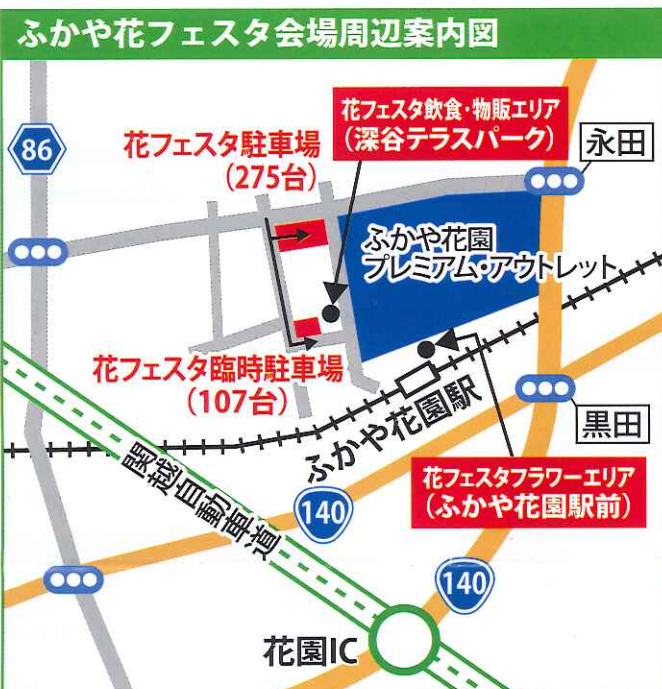 ふかや花フェスタ会場周辺案内図
花フェスタ飲食・物販エリア
(深谷テラスパーク)
86
花フェスタ駐車場
(275台)
永田
ふかや花園
プレミアム・アウトレット
花フェスタ臨時駐車場
(107台)
ふかや花園駅
黒田
関越自動車道
花フェスタフラワーエリア
(ふかや花園駅前)
140
140
花園IC